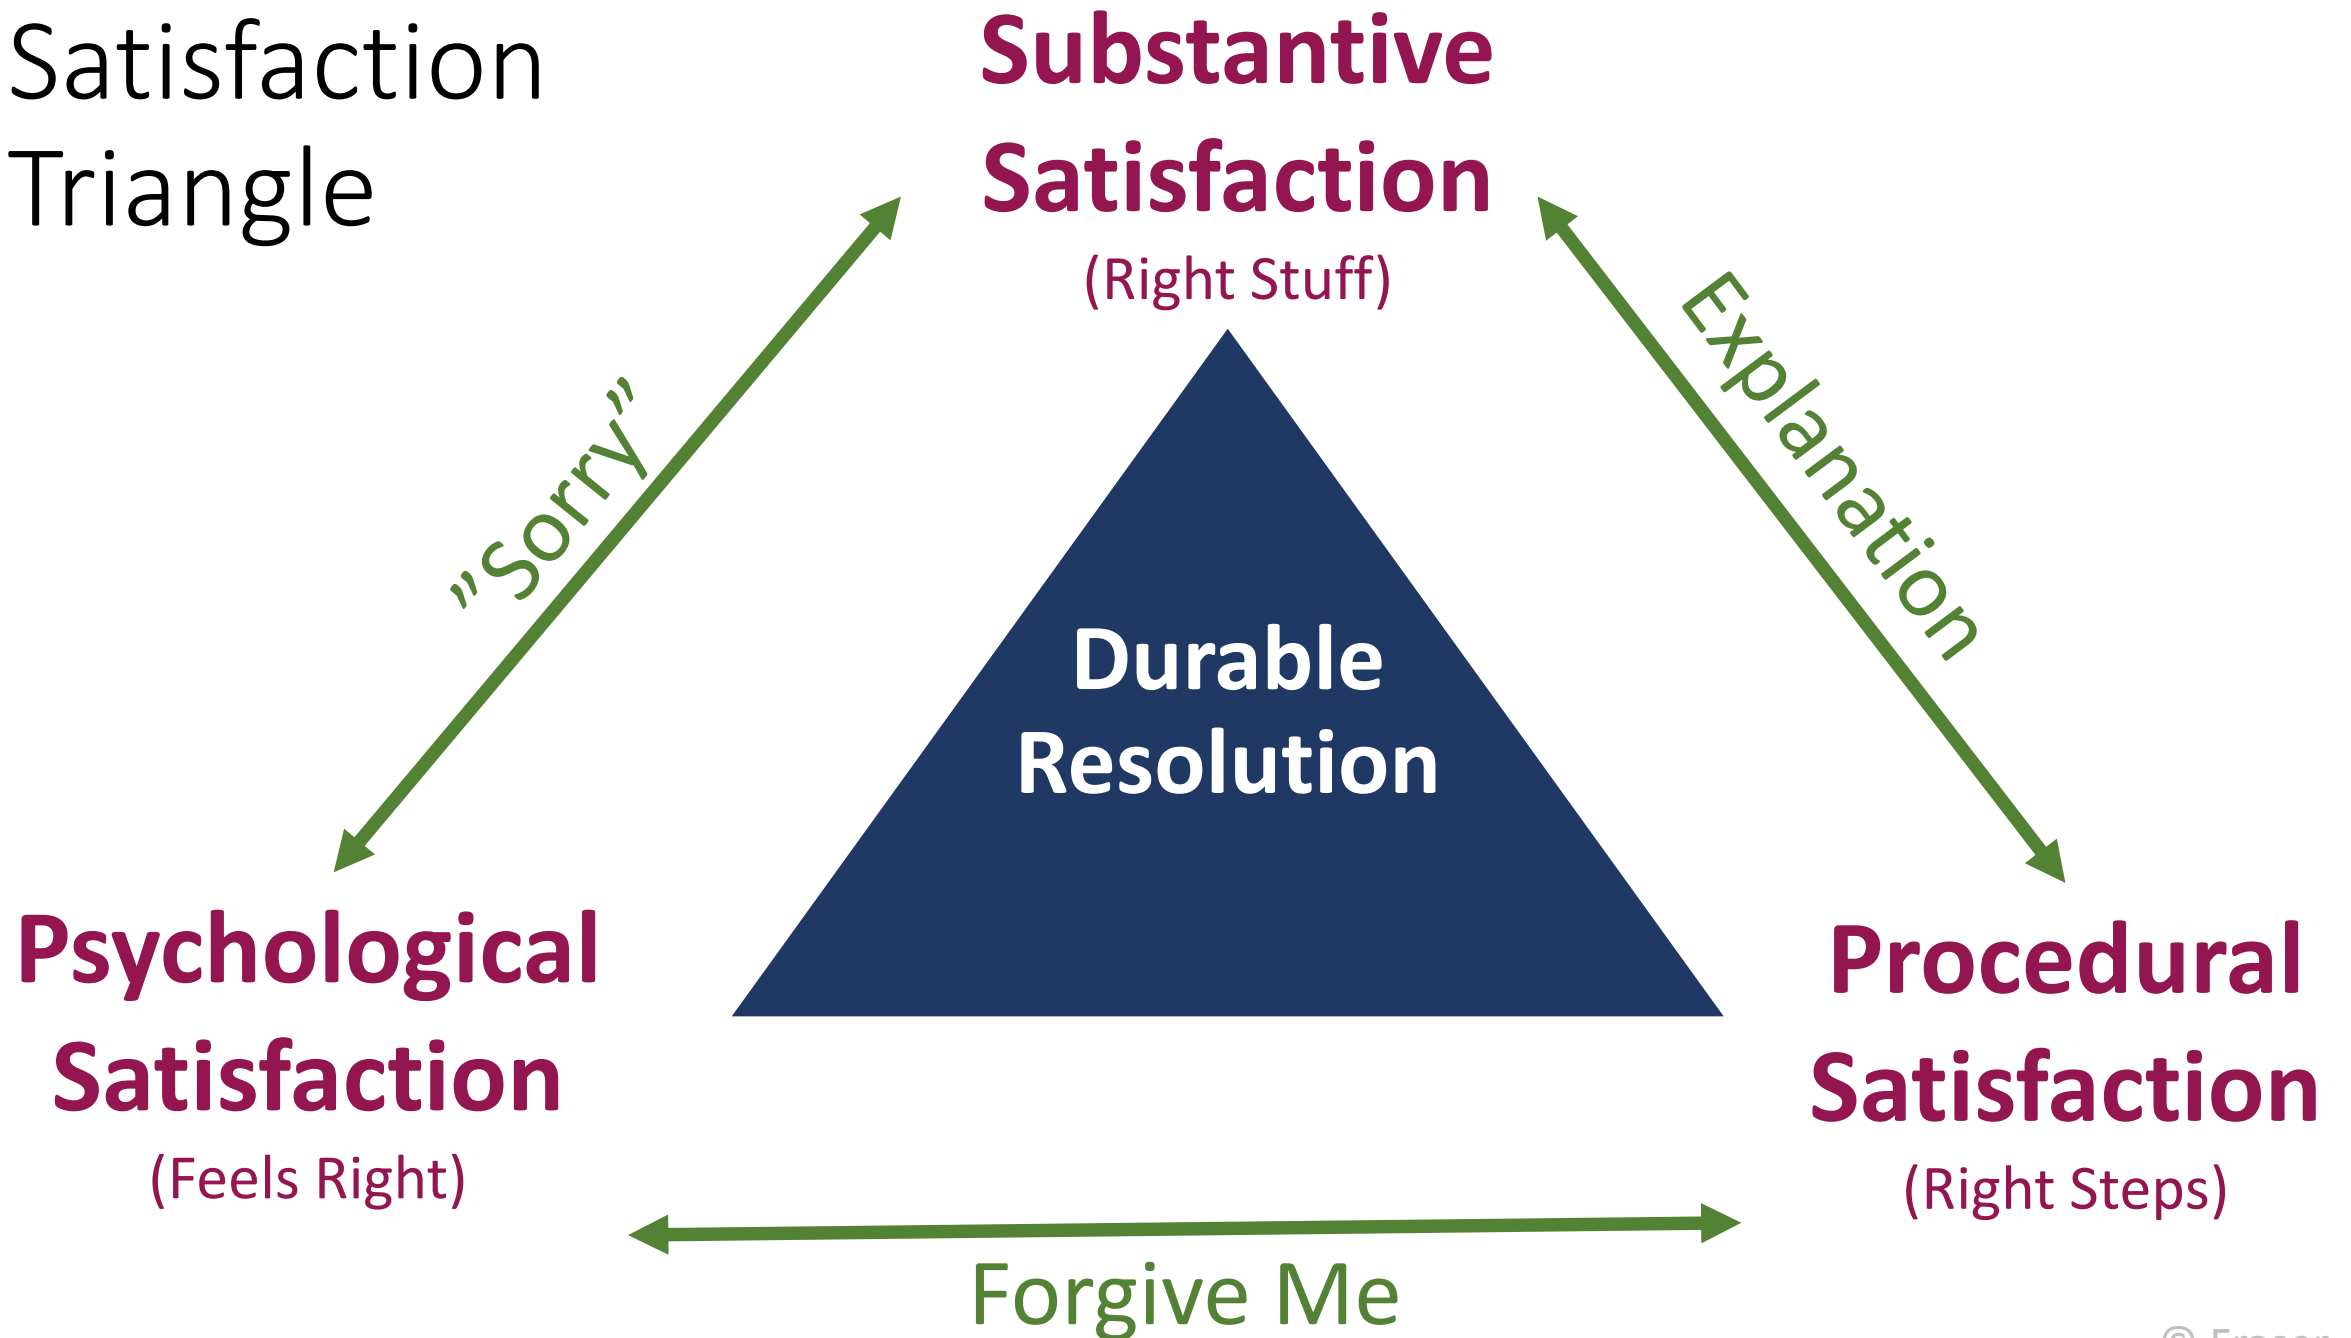 Satisfaction
Triangle
Substantive
Satisfaction
(Right Stuff)
”Sorry”
Explanation
Durable
Resolution
Psychological
Satisfaction
(Feels Right)
Procedural
Satisfaction
(Right Steps)
Forgive Me